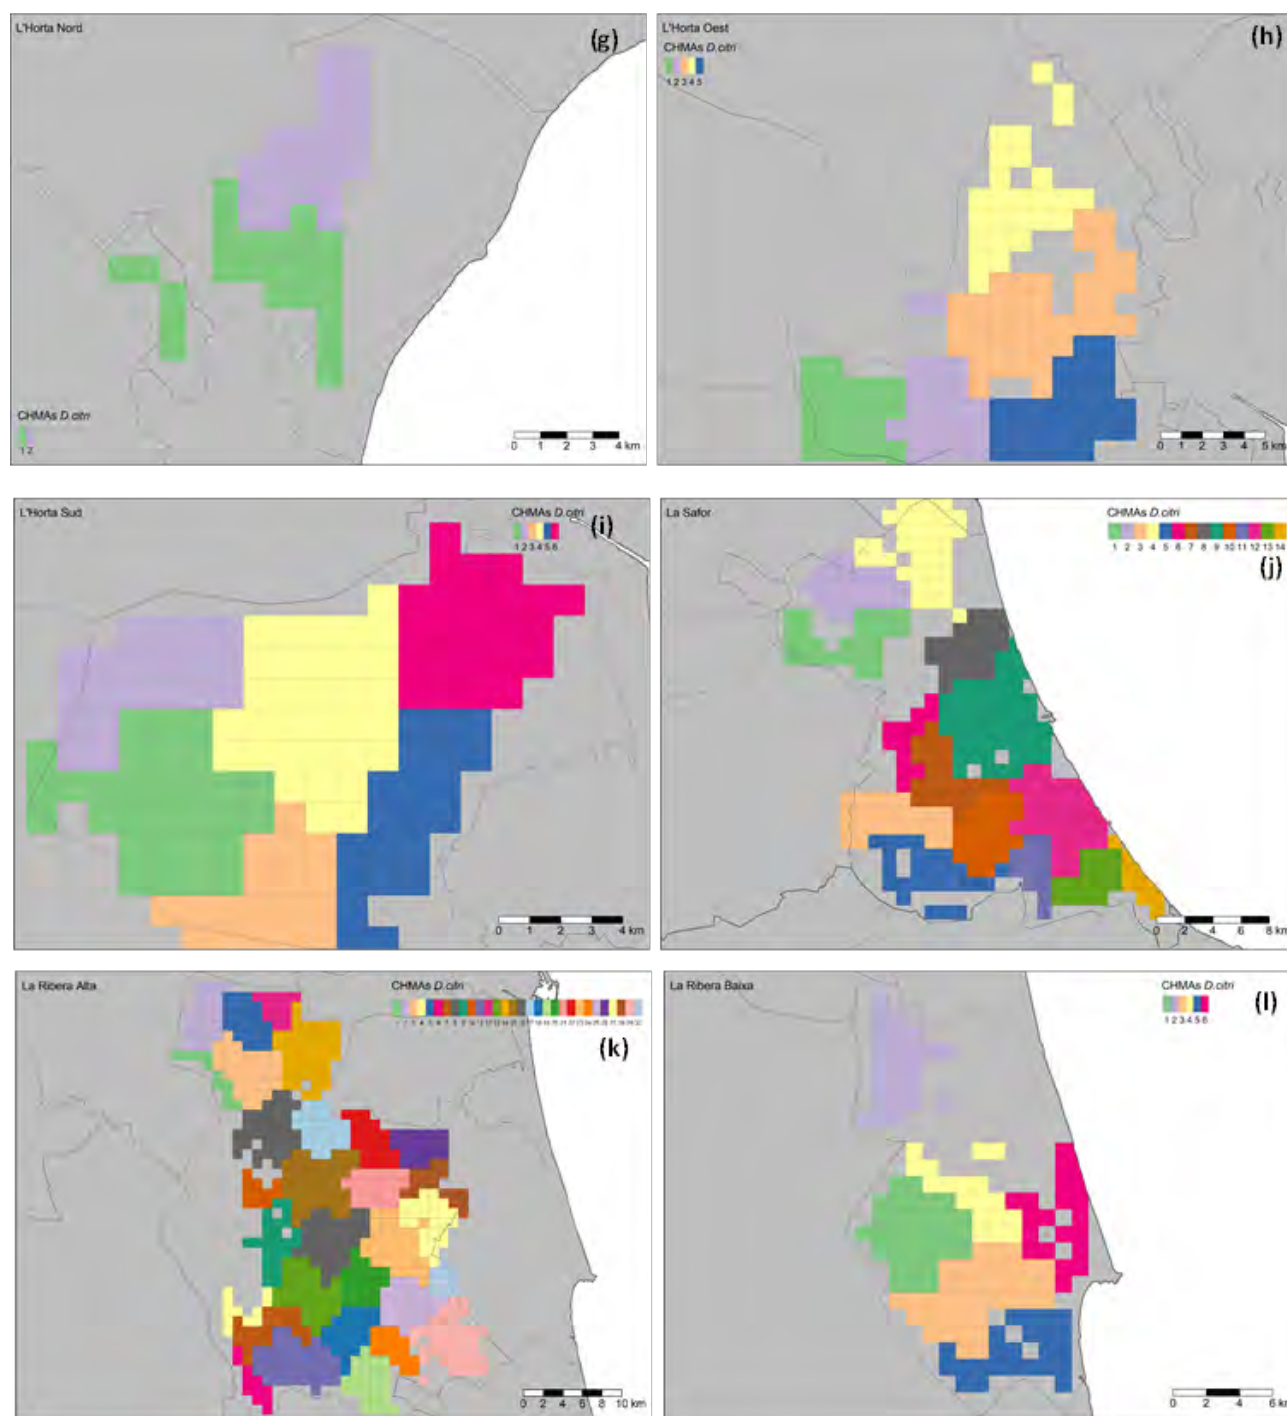 L'Horta Nord
(g)
CHMAs D.citri
1 2
0 1 2 3 4 km
L'Horta Oest
(h)
CHMAs D.citri
1 2 3 4 5
0 1 2 3 4 5 km
L'Horta Sud
CHMAs D.citri
(i)
1 2 3 4 5 6
0 1 2 3 4 km
La Safor
CHMAs D.citri
1 2 3 4 5 6 7 8 9 10 11 12 13 14
(j)
0 2 4 6 8 km
La Ribera Alta
CHMAs D.citri
(k)
0 2 4 6 8 10 km
La Ribera Baixa
CHMAs D.citri
(l)
1 2 3 4 5 6
0 2 4 6 km